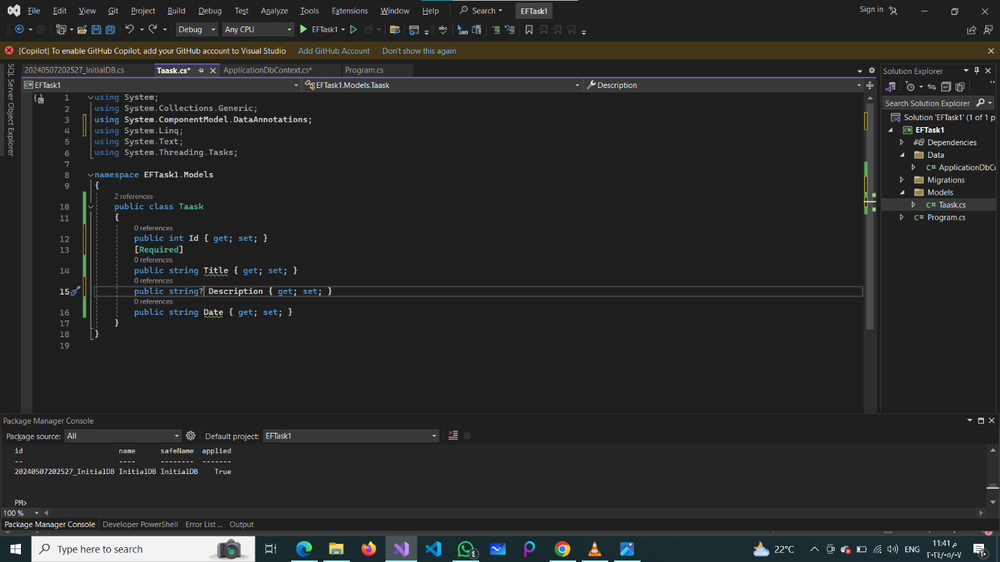 File Edit View Git Project Build Debug Test Analyze Tools Extensions Window Help Search EFTask1 Sign in
Debug Any CPU EFTask1
[Copilot] To enable GitHub Copilot, add your GitHub account to Visual Studio Add GitHub Account Don't show this again
SQL Server Object Explorer
20240507202527_InitialDB.cs Taask.cs* ApplicationDbContext.cs* Program.cs
EFTask1 EFTask1.Models.Taask Description
1 using System;
2 using System.Collections.Generic;
3 using System.ComponentModel.DataAnnotations;
4 using System.Linq;
5 using System.Text;
6 using System.Threading.Tasks;
7
8 namespace EFTask1.Models
9 {
2 references
10 public class Taask
11 {
0 references
12 public int Id { get; set; }
13 [Required]
0 references
14 public string Title { get; set; }
0 references
15 public string? Description { get; set; }
0 references
16 public string Date { get; set; }
17 }
18 }
19
Solution Explorer
Search Solution Explorer
Solution 'EFTask1' (1 of 1 p
EFTask1
Dependencies
Data
ApplicationDbCo
Migrations
Models
Taask.cs
Program.cs
Package Manager Console
Package source: All Default project: EFTask1
id name safeName applied
-- ---- -------- -------
20240507202527_InitialDB InitialDB InitialDB True
PM>
100 %
Package Manager Console Developer PowerShell Error List ... Output
Type here to search
22°C ENG
11:41 م
٢٠٢٤/٠٥/٠٧